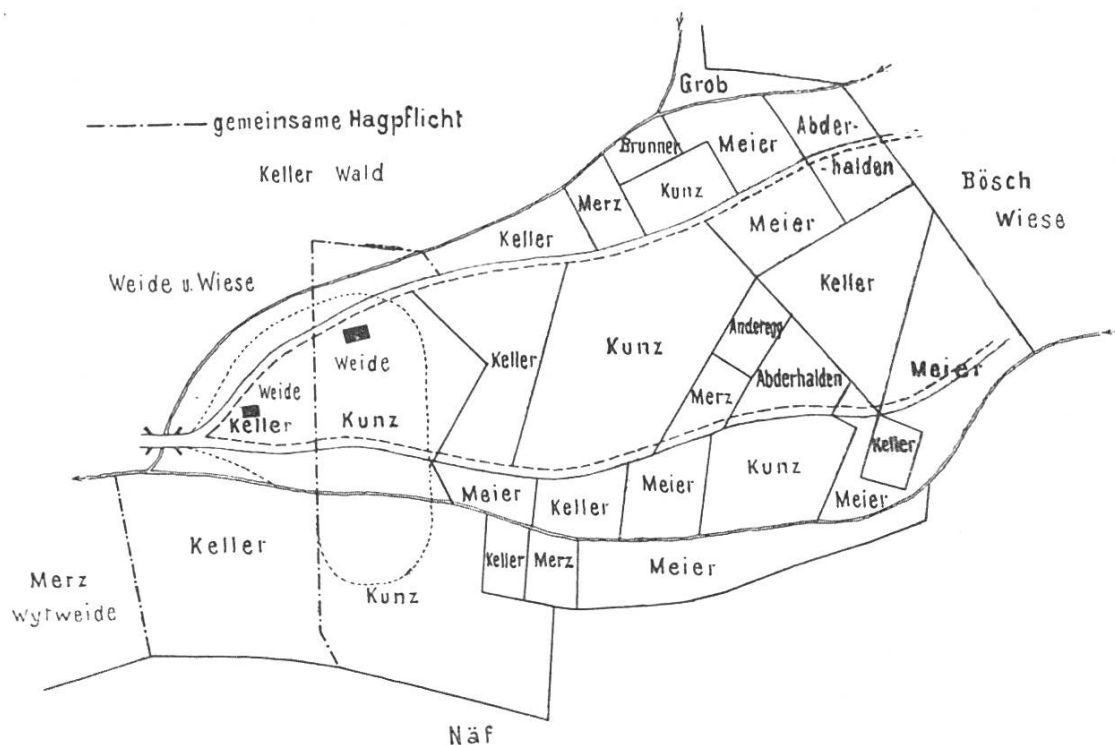 Grob
gemeinsame Hagpflicht
Abder-
Brunner
Meier
-halden
Keller Wald
Kunz
Bösch
Merz
Wiese
Meier
Keller
Weide u. Wiese
Keller
Anderegg
Kunz
Keller
Weide
Abderhalden
Meier
Merz
Weide
Keller
Kunz
Keller
Kunz
Meier
Meier
Keller
Meier
Keller
Keller
Merz
Meier
Merz
Wytweide
Kunz
Näf